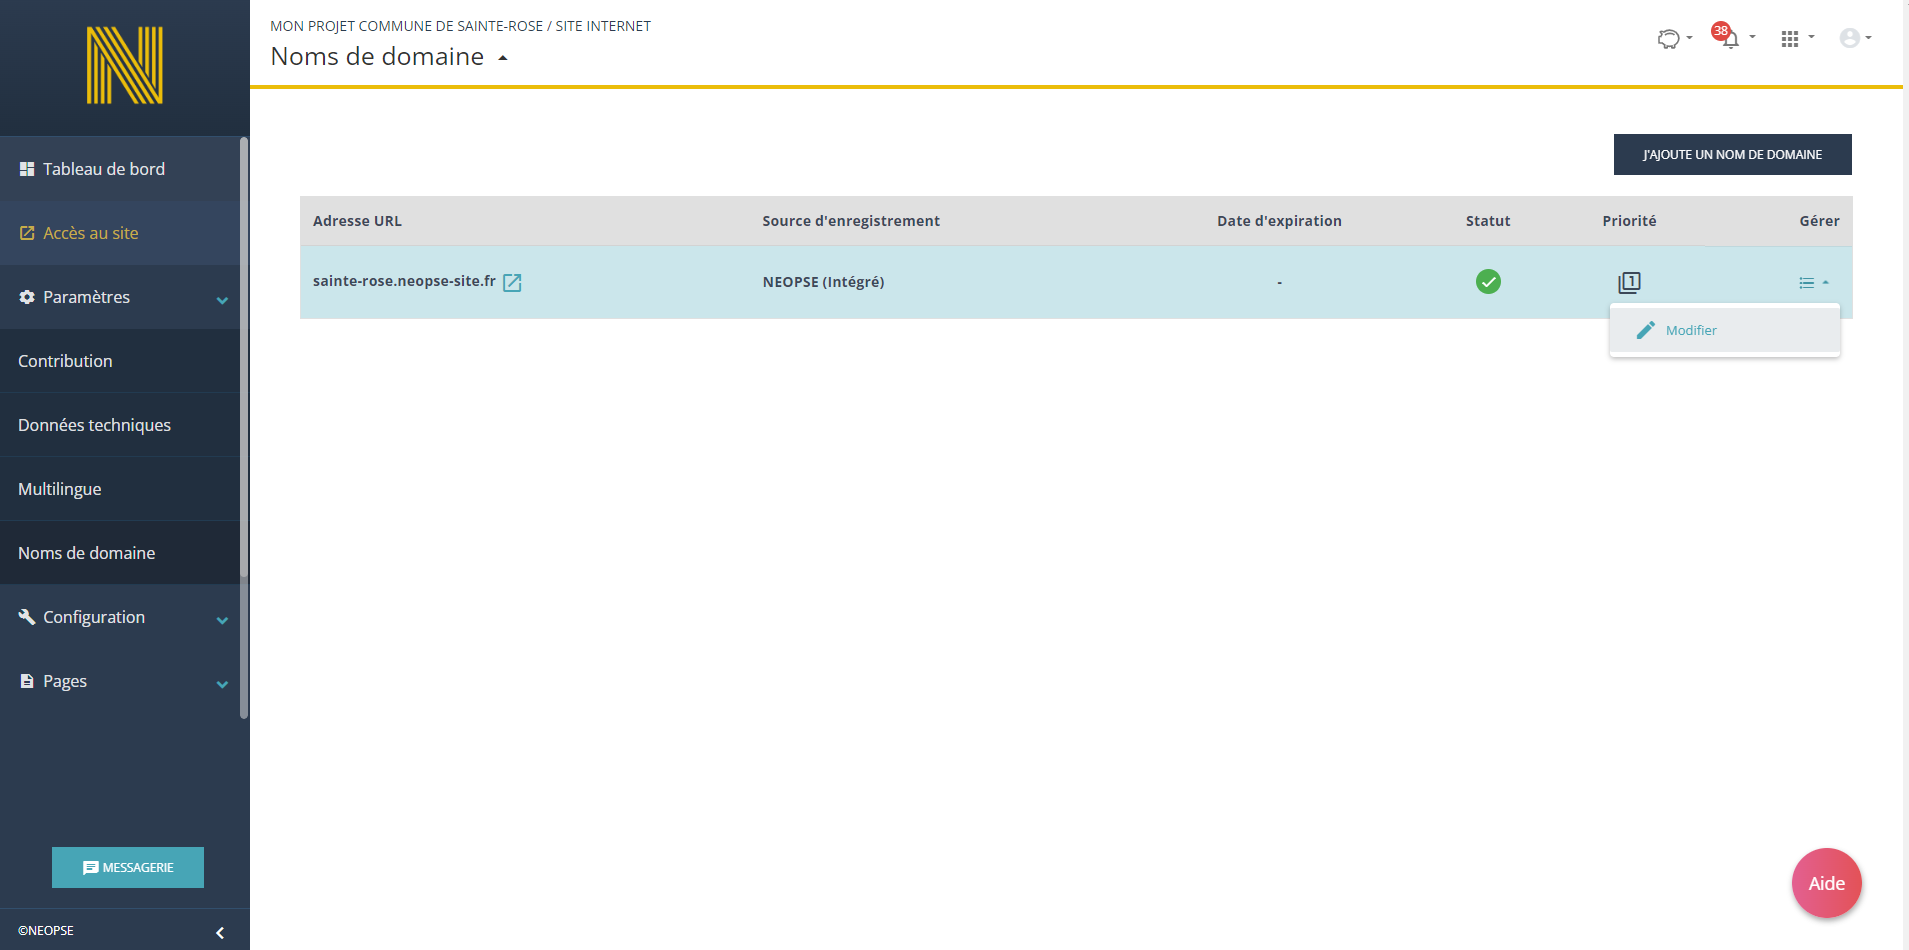 MON PROJET COMMUNE DE SAINTE-ROSE / SITE INTERNET
Noms de domaine
38
Tableau de bord
Accès au site
Paramètres
Contribution
Données techniques
Multilingue
Noms de domaine
Configuration
Pages
MESSAGERIE
©NEOPSE
J'AJOUTE UN NOM DE DOMAINE
Adresse URL Source d'enregistrement Date d'expiration Statut Priorité Gérer
sainte-rose.neopse-site.fr NEOPSE (Intégré) - 1
Modifier
Aide